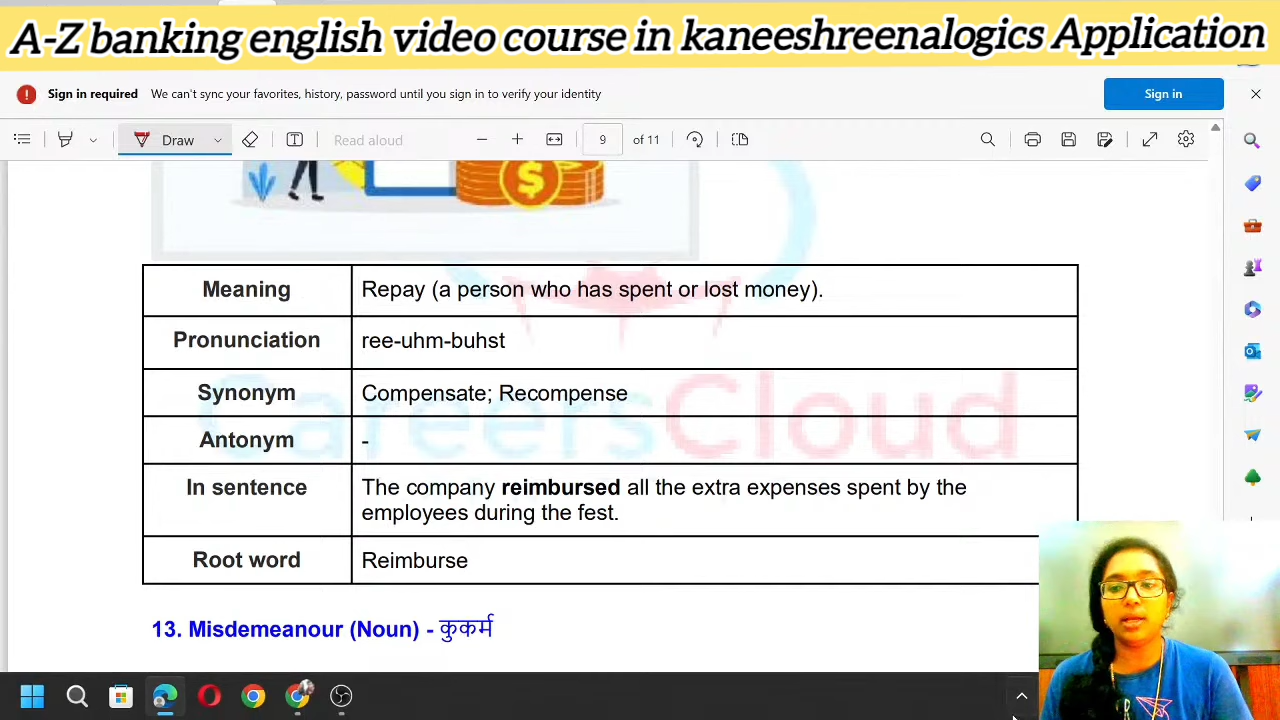 A-Z banking english video course in kaneeshreenalogics Application
Sign in required We can't sync your favorites, history, password until you sign in to verify your identity Sign in
Draw Read aloud 9 of 11
Meaning Repay (a person who has spent or lost money).
Pronunciation ree-uhm-buhst
Synonym Compensate; Recompense
CareersCloud
Antonym -
In sentence The company reimbursed all the extra expenses spent by the
employees during the fest.
Root word Reimburse
13. Misdemeanour (Noun) - कुकर्म